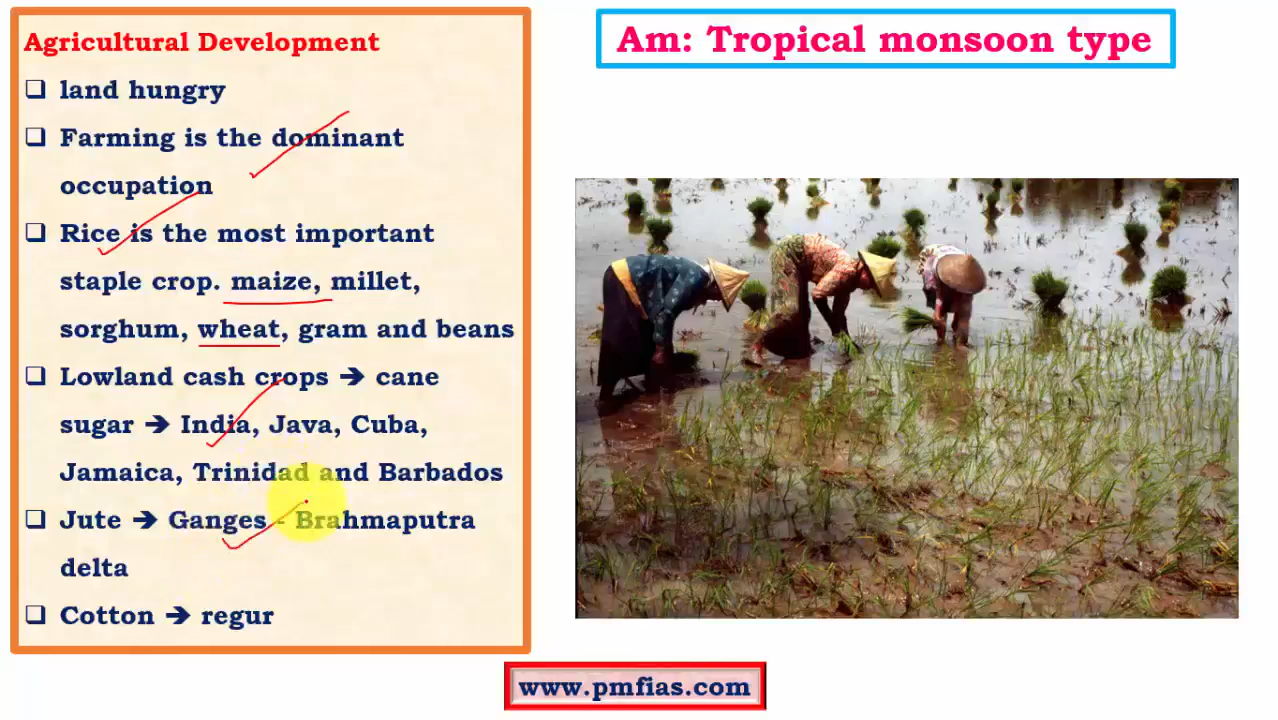 Agricultural Development
❑ land hungry
❑ Farming is the dominant
occupation
❑ Rice is the most important
staple crop. maize, millet,
sorghum, wheat, gram and beans
❑ Lowland cash crops ➔ cane
sugar ➔ India, Java, Cuba,
Jamaica, Trinidad and Barbados
❑ Jute ➔ Ganges - Brahmaputra
delta
❑ Cotton ➔ regur
Am: Tropical monsoon type
www.pmfias.com